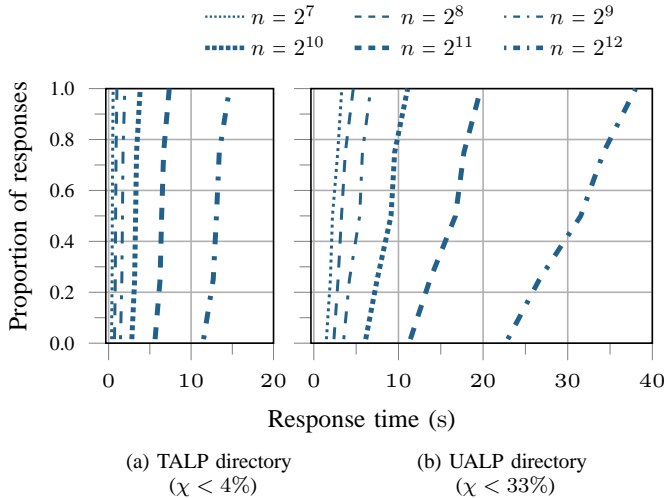 n = 2^7 n = 2^8 n = 2^9
n = 2^10 n = 2^11 n = 2^12
Proportion of responses
1.0
0.8
0.6
0.4
0.2
0.0
0 10 20
0 10 20 30 40
Response time (s)
(a) TALP directory
(χ < 4%)
(b) UALP directory
(χ < 33%)